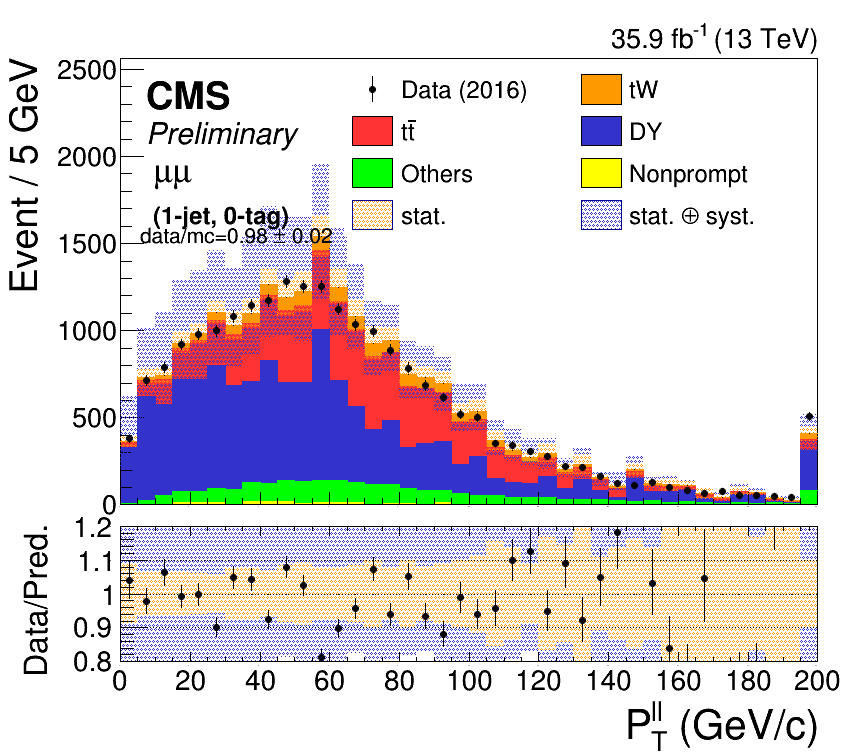 35.9 fb⁻¹ (13 TeV)
Event / 5 GeV
2500
2000
1500
1000
500
0
CMS
Preliminary
μμ
(1-jet, 0-tag)
data/mc=0.98 ± 0.02
Data (2016)
tW
tt̄
DY
Others
Nonprompt
stat.
stat. ⊕ syst.
Data/Pred.
1.2
1.1
1
0.9
0.8
0 20 40 60 80 100 120 140 160 180 200
P_T^ll (GeV/c)